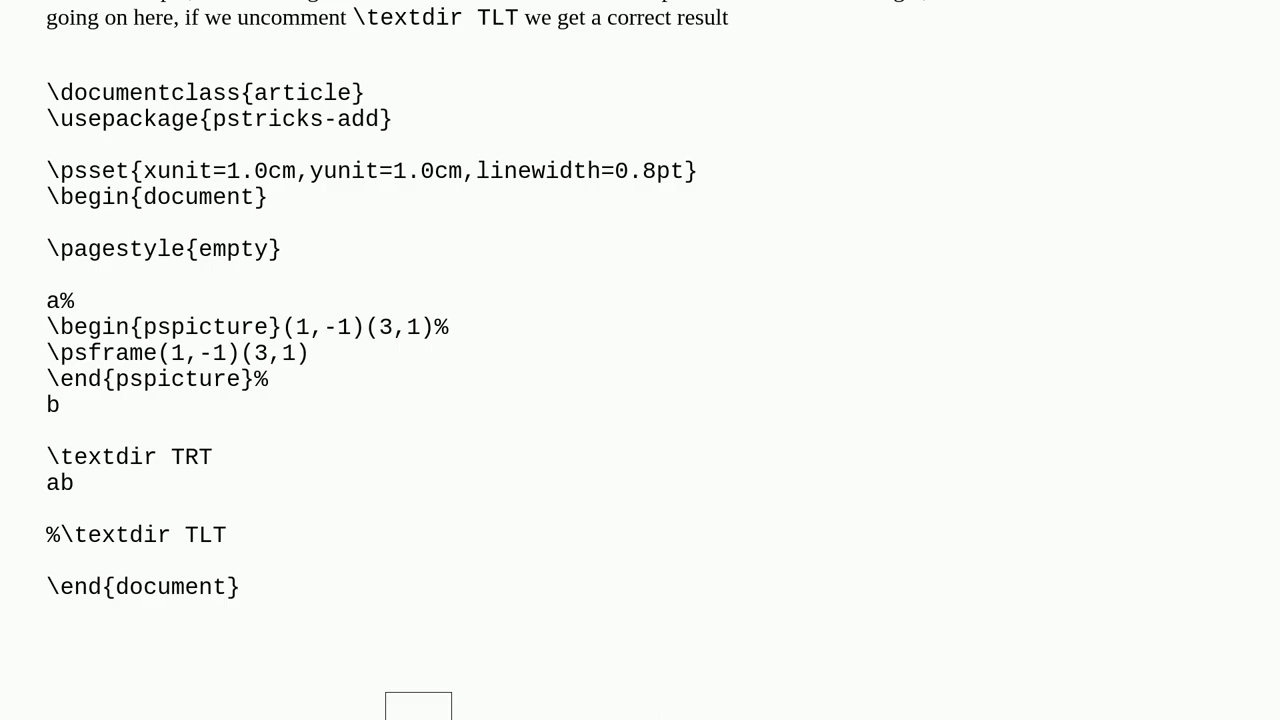 going on here, if we uncomment \textdir TLT we get a correct result
\documentclass{article}
\usepackage{pstricks-add}
\psset{xunit=1.0cm,yunit=1.0cm,linewidth=0.8pt}
\begin{document}
\pagestyle{empty}
a%
\begin{pspicture}(1,-1)(3,1)%
\psframe(1,-1)(3,1)
\end{pspicture}%
b
\textdir TRT
ab
%\textdir TLT
\end{document}